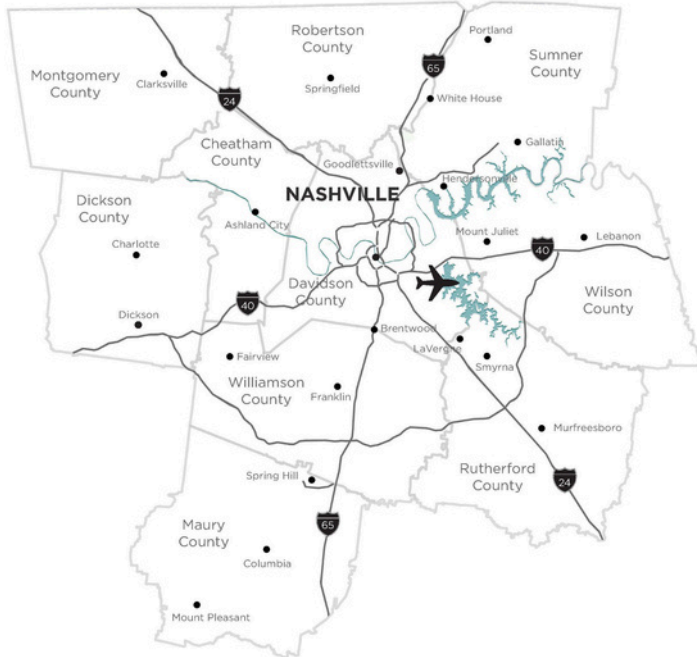 Robertson
County
Portland
Sumner
County
Montgomery
County
Clarksville
Springfield
65
24
White House
Cheatham
County
Gallatin
Goodlettsville
Hendersonville
NASHVILLE
Dickson
County
Ashland City
Charlotte
Mount Juliet
Lebanon
40
Davidson
County
Wilson
County
40
Dickson
Brentwood
LaVergne
Fairview
Smyrna
Williamson
County
Franklin
Murfreesboro
Rutherford
County
Spring Hill
24
65
Maury
County
Columbia
Mount Pleasant